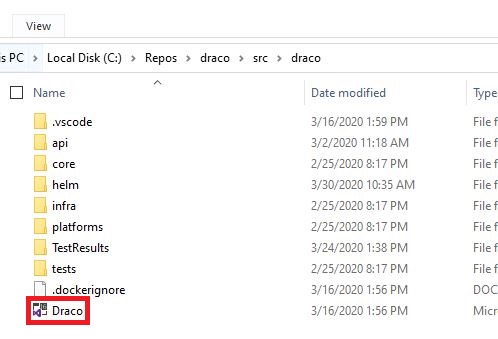 View
is PC > Local Disk (C:) > Repos > draco > src > draco
Name Date modified Type
.vscode 3/16/2020 1:59 PM File f
api 3/2/2020 11:18 AM File f
core 2/25/2020 8:17 PM File f
helm 3/30/2020 10:35 AM File f
infra 2/25/2020 8:17 PM File f
platforms 2/25/2020 8:17 PM File f
TestResults 3/24/2020 1:38 PM File f
tests 2/25/2020 8:17 PM File f
.dockerignore 3/16/2020 1:56 PM DOC
Draco 3/16/2020 1:56 PM Micr